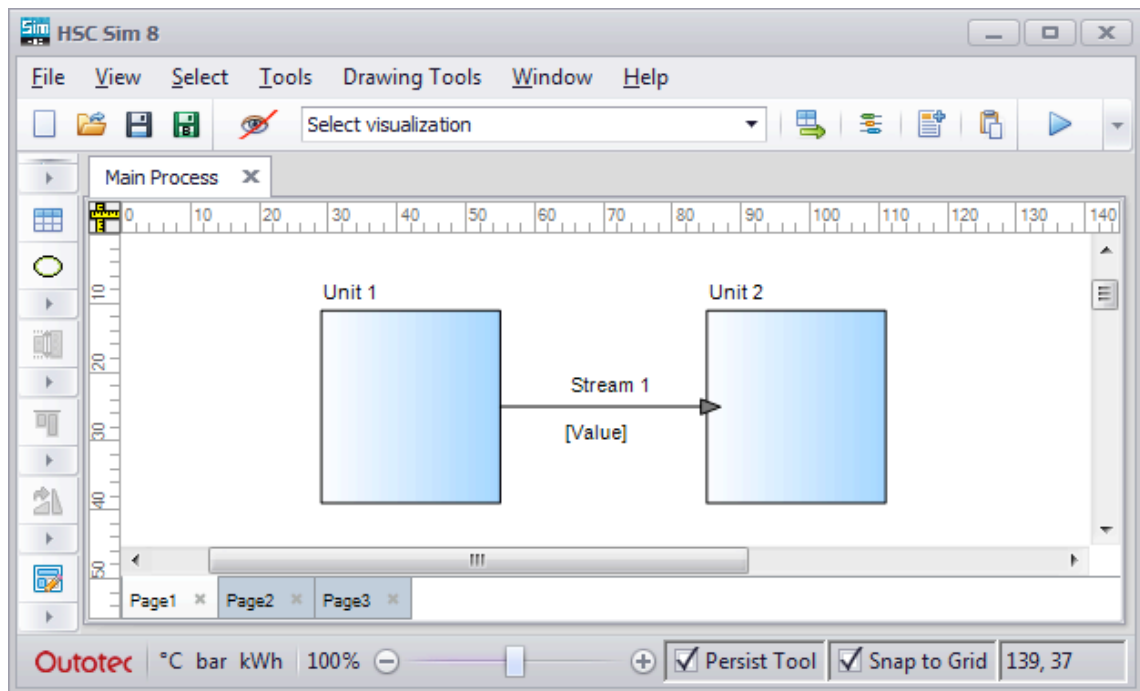 Sim HSC Sim 8
File View Select Tools Drawing Tools Window Help
Select visualization
Main Process
0 10 20 30 40 50 60 70 80 90 100 110 120 130 140
10
20
30
40
50
Unit 1 Unit 2
Stream 1
[Value]
Page1 Page2 Page3
Outotec °C bar kWh 100% Persist Tool Snap to Grid 139, 37